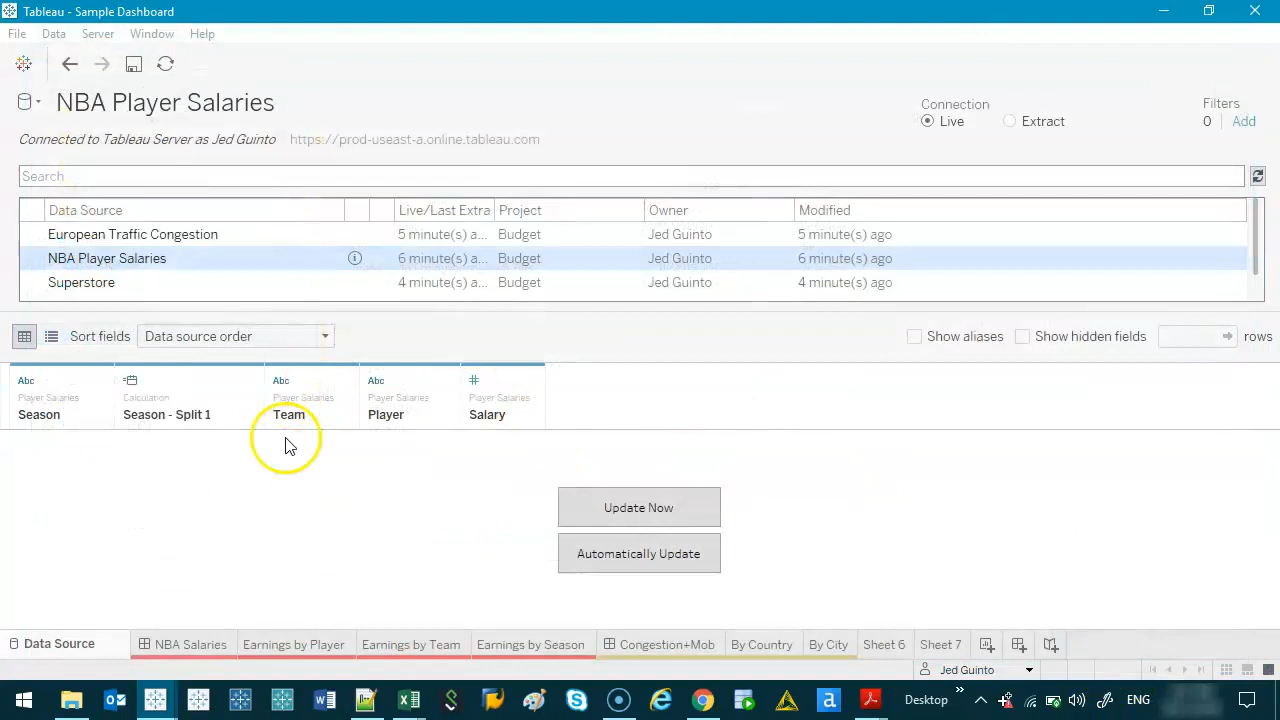 Tableau - Sample Dashboard
File Data Server Window Help
NBA Player Salaries
Connection
Filters
Live Extract
0 Add
Connected to Tableau Server as Jed Guinto https://prod-useast-a.online.tableau.com
Search
Data Source Live/Last Extra Project Owner Modified
European Traffic Congestion 5 minute(s) a... Budget Jed Guinto 5 minute(s) ago
NBA Player Salaries 6 minute(s) a... Budget Jed Guinto 6 minute(s) ago
Superstore 4 minute(s) a... Budget Jed Guinto 4 minute(s) ago
Sort fields Data source order Show aliases Show hidden fields rows
Abc Abc Abc #
Player Salaries Calculation Player Salaries Player Salaries Player Salaries
Season Season - Split 1 Team Player Salary
Update Now
Automatically Update
Data Source NBA Salaries Earnings by Player Earnings by Team Earnings by Season Congestion+Mob By Country By City Sheet 6 Sheet 7
Jed Guinto
Desktop » ENG